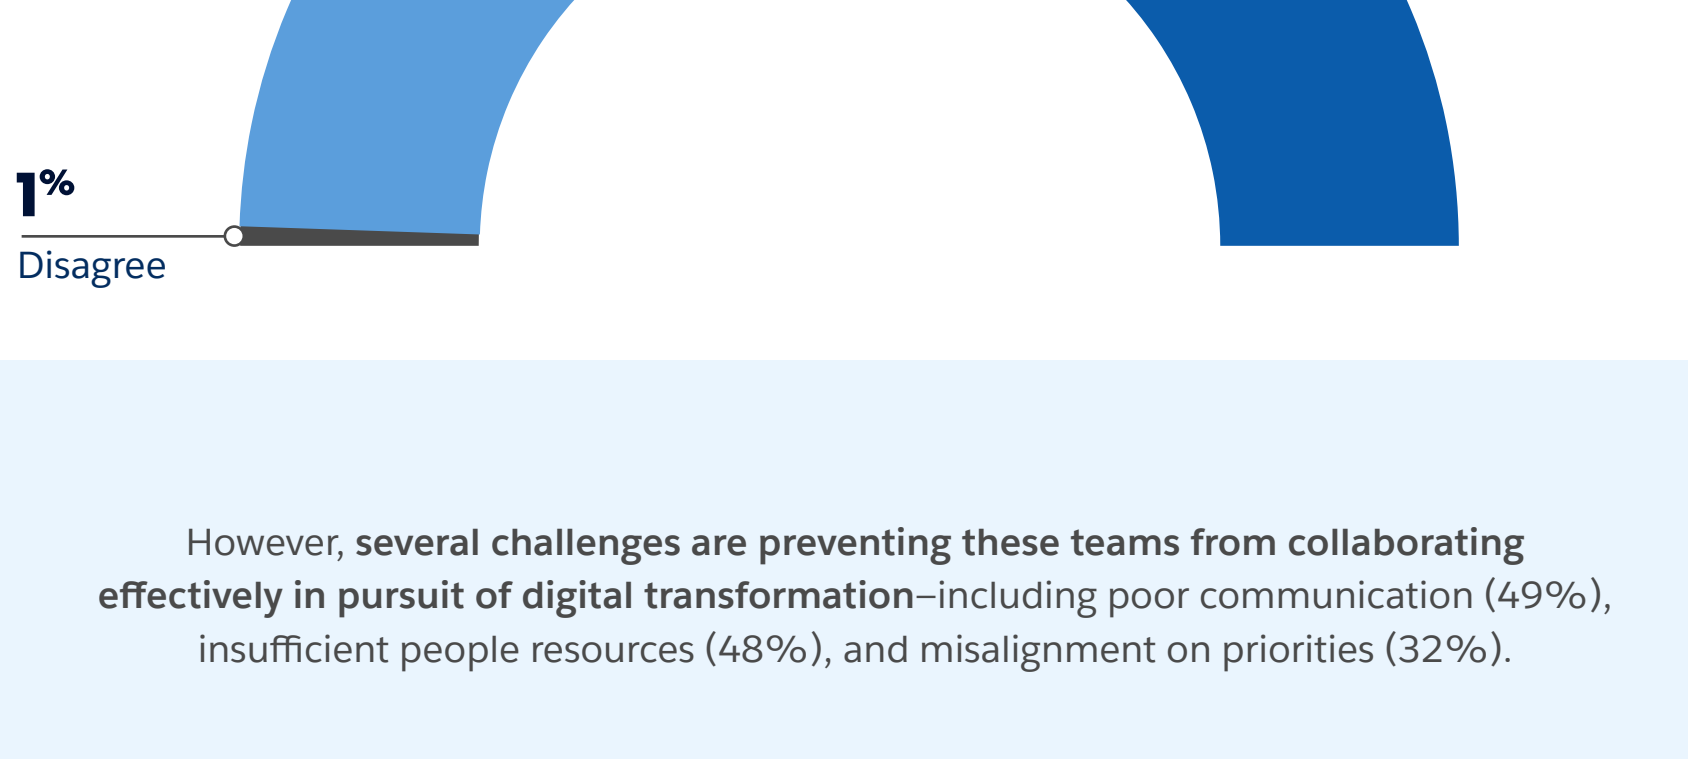 1%
Disagree
However, several challenges are preventing these teams from collaborating
effectively in pursuit of digital transformation—including poor communication (49%),
insufficient people resources (48%), and misalignment on priorities (32%).